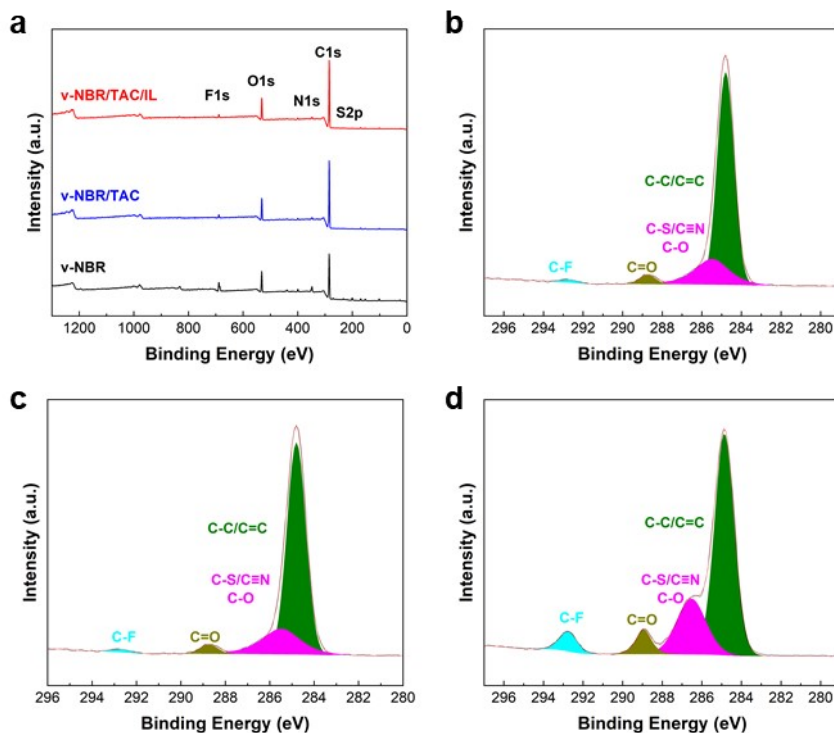 a
C1s
v-NBR/TAC/IL
O1s
F1s
N1s
S2p
v-NBR/TAC
v-NBR
Intensity (a.u.)
1200 1000 800 600 400 200 0
Binding Energy (eV)
b
C-C/C=C
C-S/C≡N
C-O
C-F
C=O
Intensity (a.u.)
296 294 292 290 288 286 284 282 280
Binding Energy (eV)
c
C-C/C=C
C-S/C≡N
C-O
C-F
C=O
Intensity (a.u.)
296 294 292 290 288 286 284 282 280
Binding Energy (eV)
d
C-C/C=C
C-S/C≡N
C-O
C-F
C=O
Intensity (a.u.)
296 294 292 290 288 286 284 282 280
Binding Energy (eV)